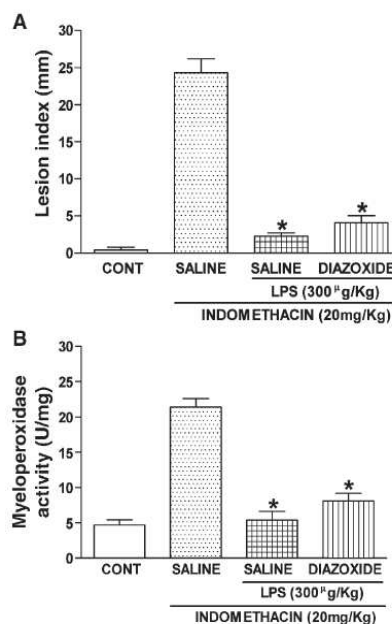 A
Lesion index (mm)
30
25
20
15
10
5
0
CONT SALINE SALINE DIAZOXIDE
LPS (300µg/Kg)
INDOMETHACIN (20mg/Kg)
*
*
B
Myeloperoxidase
activity (U/mg)
30
25
20
15
10
5
0
CONT SALINE SALINE DIAZOXIDE
LPS (300µg/Kg)
INDOMETHACIN (20mg/Kg)
*
*